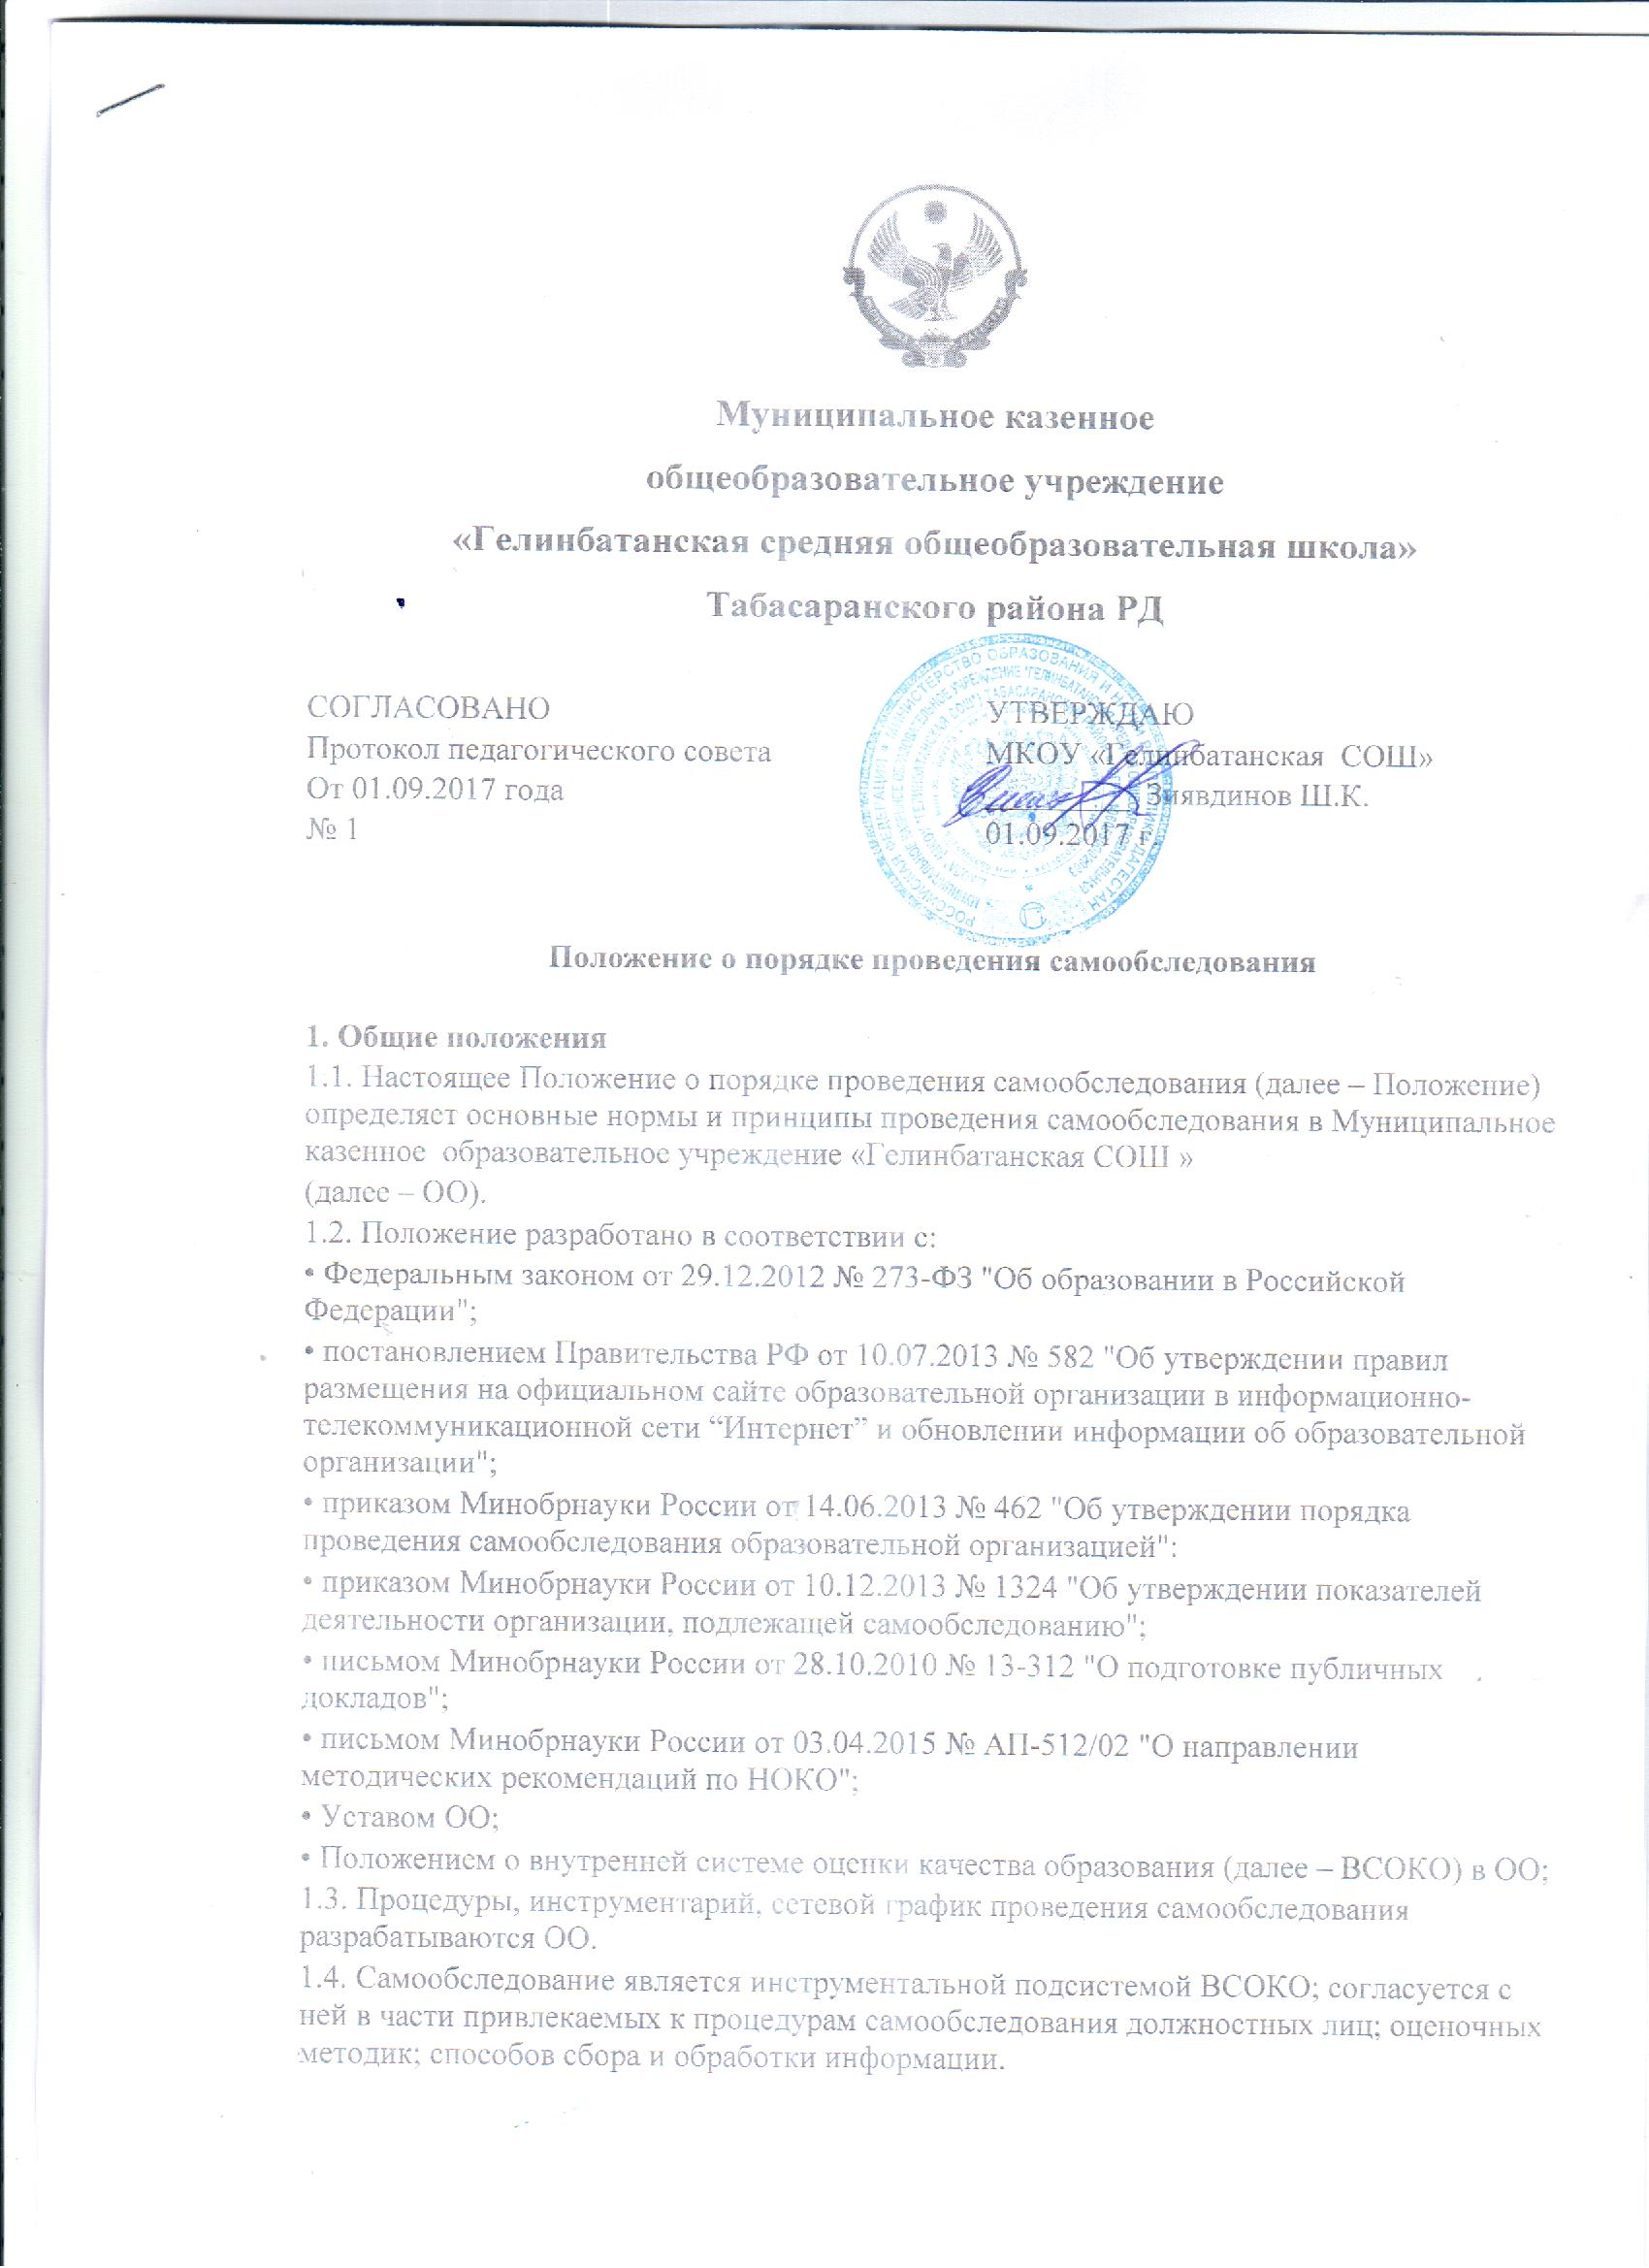 Муниципальное казенное
общеобразовательное учреждение
«Гелинбатанская средняя общеобразовательная школа»
Табасаранского района РД
СОГЛАСОВАНО
Протокол педагогического совета
От 01.09.2017 года
№ 1
УТВЕРЖДАЮ
МКОУ «Гелинбатанская СОШ»
Зиявдинов Ш.К.
01.09.2017 г.
Положение о порядке проведения самообследования
1. Общие положения
1.1. Настоящее Положение о порядке проведения самообследования (далее – Положение)
определяет основные нормы и принципы проведения самообследования в Муниципальное
казенное образовательное учреждение «Гелинбатанская СОШ »
(далее – ОО).
1.2. Положение разработано в соответствии с:
• Федеральным законом от 29.12.2012 № 273-ФЗ "Об образовании в Российской
Федерации";
• постановлением Правительства РФ от 10.07.2013 № 582 "Об утверждении правил
размещения на официальном сайте образовательной организации в информационно-
телекоммуникационной сети “Интернет” и обновлении информации об образовательной
организации";
• приказом Минобрнауки России от 14.06.2013 № 462 "Об утверждении порядка
проведения самообследования образовательной организацией":
• приказом Минобрнауки России от 10.12.2013 № 1324 "Об утверждении показателей
деятельности организации, подлежащей самообследованию";
• письмом Минобрнауки России от 28.10.2010 № 13-312 "О подготовке публичных
докладов";
• письмом Минобрнауки России от 03.04.2015 № АП-512/02 "О направлении
методических рекомендаций по НОКО";
• Уставом ОО;
• Положением о внутренней системе оценки качества образования (далее – ВСОКО) в ОО;
1.3. Процедуры, инструментарий, сетевой график проведения самообследования
разрабатываются ОО.
1.4. Самообследование является инструментальной подсистемой ВСОКО; согласуется с
ней в части привлекаемых к процедурам самообследования должностных лиц; оценочных
методик; способов сбора и обработки информации.